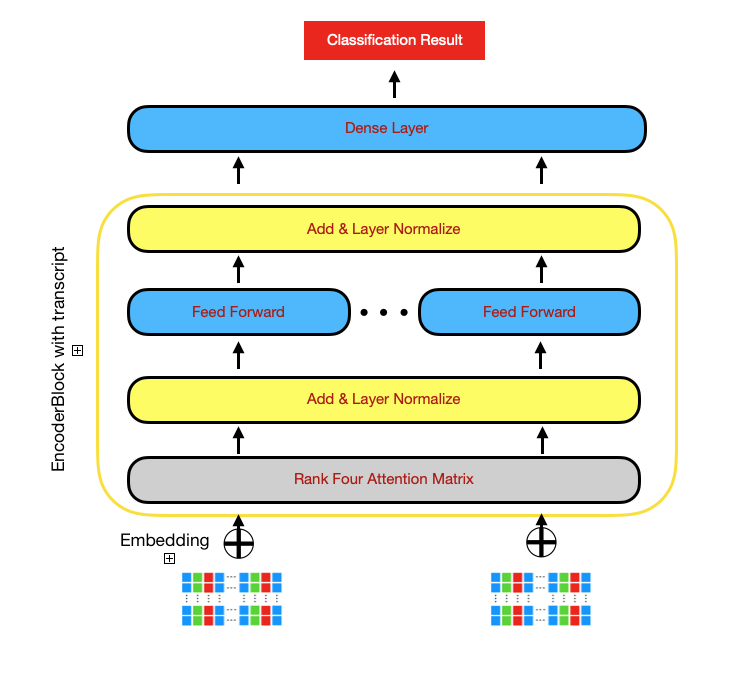 Classification Result
Dense Layer
Add & Layer Normalize
Feed Forward
Feed Forward
Add & Layer Normalize
Rank Four Attention Matrix
EncoderBlock with transcript
Embedding